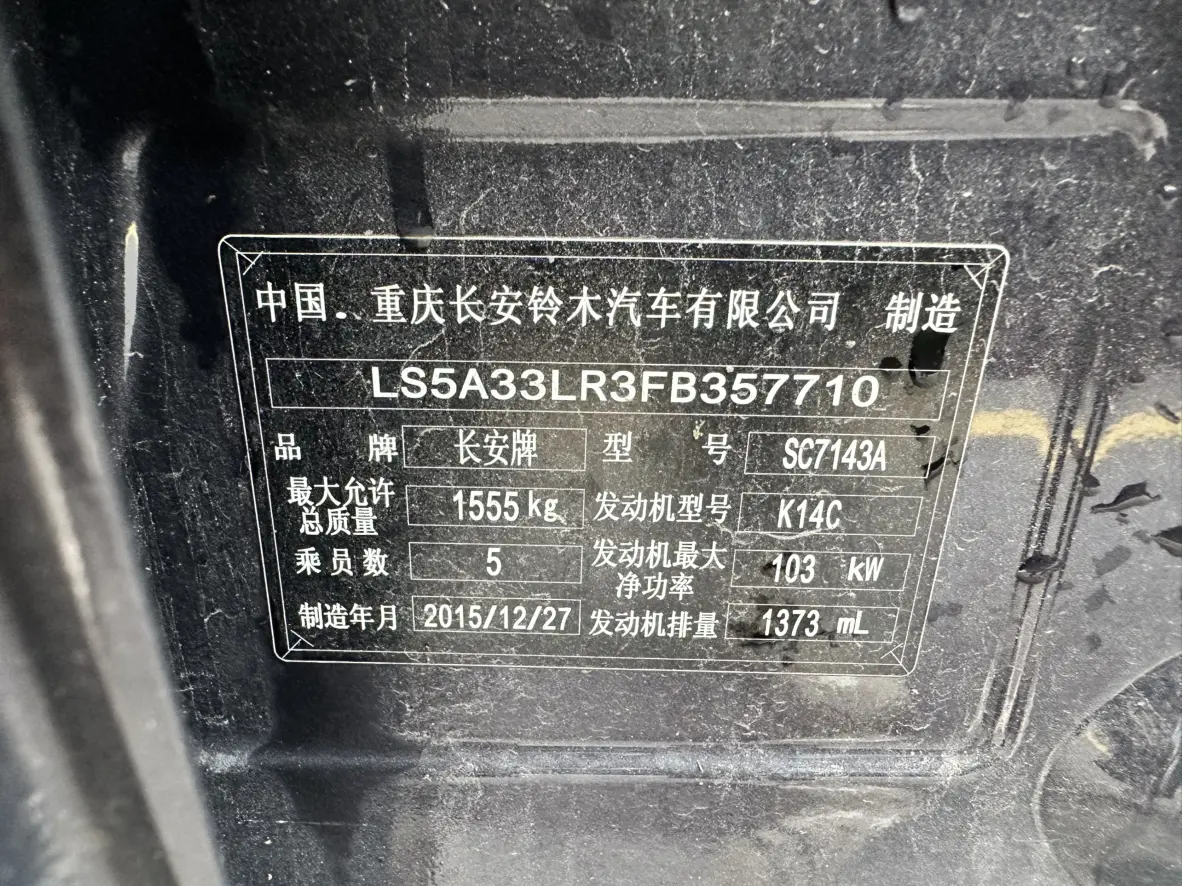 中国. 重庆长安铃木汽车有限公司 制造
LS5A33LR3FB357710
品 牌 长安牌 型 号 SC7143A
最大允许总质量 1555 kg 发动机型号 K14C
乘员数 5 发动机最大净功率 103 kW
制造年月 2015/12/27 发动机排量 1373 mL